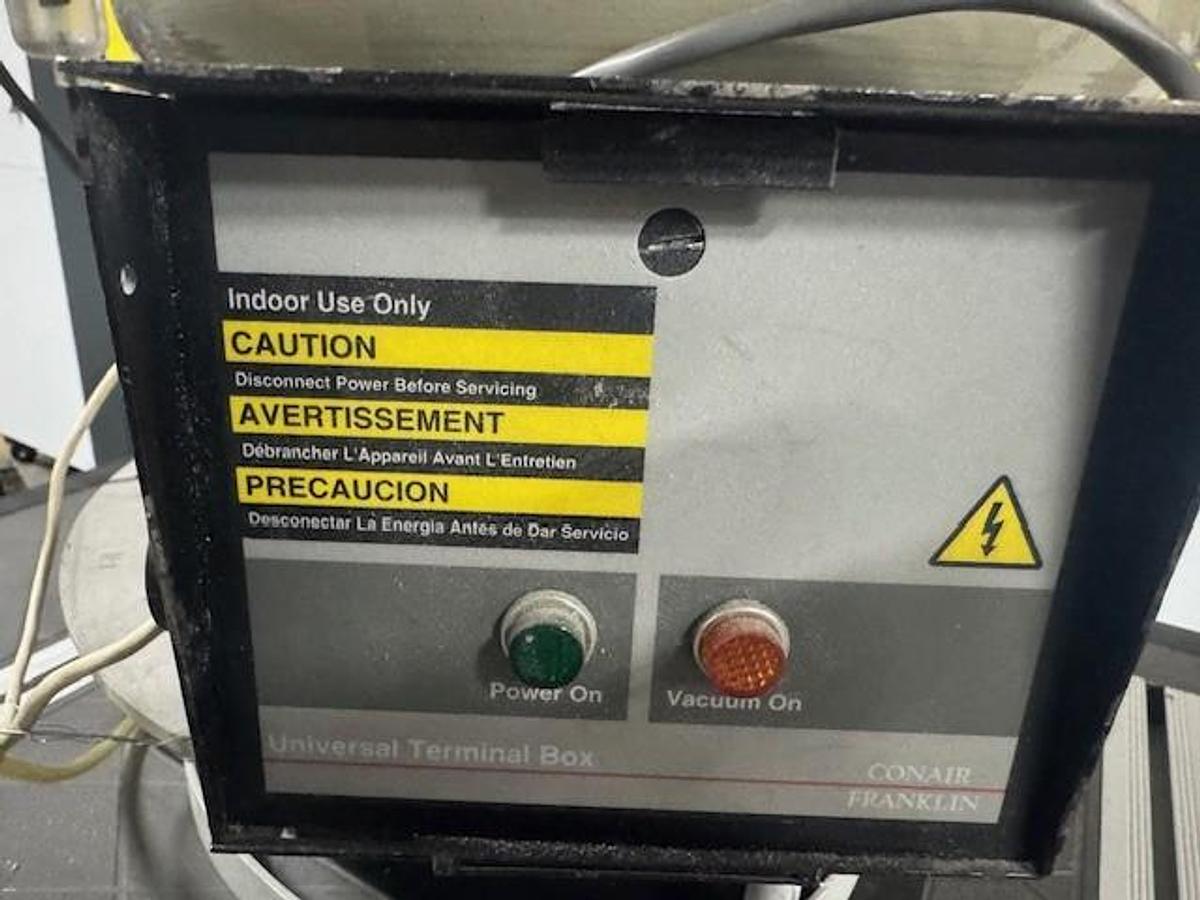 Indoor Use Only
CAUTION
Disconnect Power Before Servicing
AVERTISSEMENT
Débrancher L'Appareil Avant L'Entretien
PRECAUCION
Desconectar La Energia Antes de Dar Servicio
Power On
Vacuum On
Universal Terminal Box
CONAIR
FRANKLIN